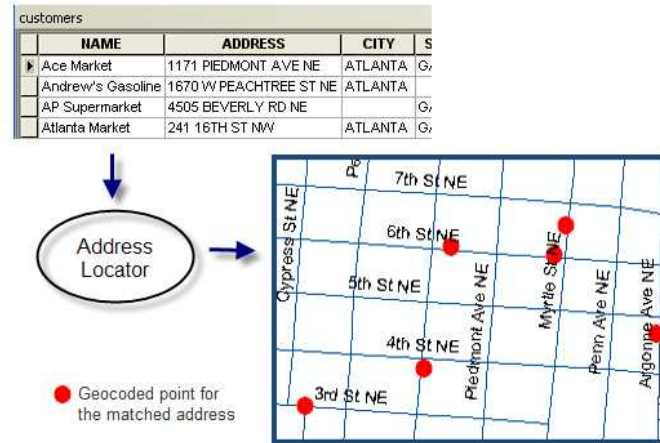 customers
NAME ADDRESS CITY
Ace Market 1171 PIEDMONT AVE NE ATLANTA
Andrew's Gasoline 1670 W PEACHTREE ST NE ATLANTA
AP Supermarket 4505 BEVERLY RD NE
Atlanta Market 241 16TH ST NW ATLANTA
Address
Locator
Geocoded point for
the matched address
7th St NE
6th St NE
5th St NE
4th St NE
3rd St NE
Cypress St NE
Piedmont Ave NE
Myrtle St NE
Penn Ave NE
Argonne Ave NE